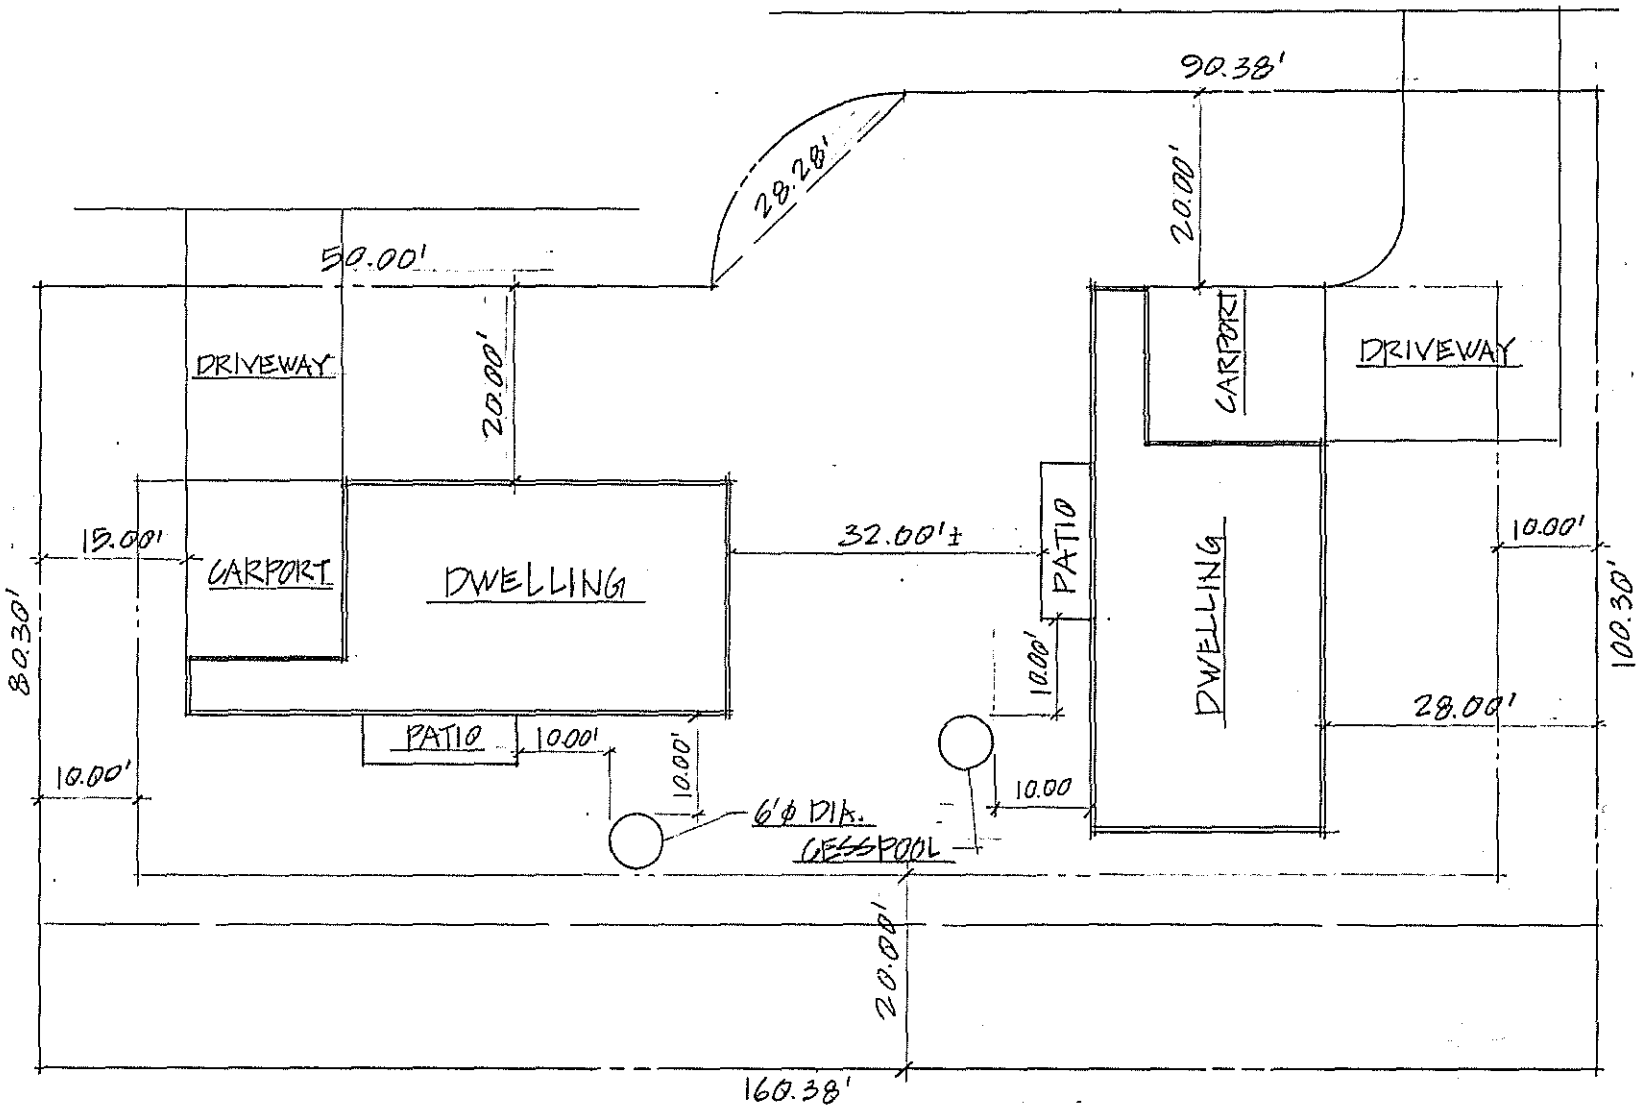 90.38'
28.28'
20.00'
50.00'
DRIVEWAY
20.00'
CARPORT
DRIVEWAY
15.00'
CARPORT
DWELLING
32.00'±
PATIO
DWELLING
10.00'
80.30'
100.30'
10.00'
28.00'
PATIO
10.00'
10.00'
10.00'
10.00
6'ø DIA.
CESSPOOL
20.00'
160.38'